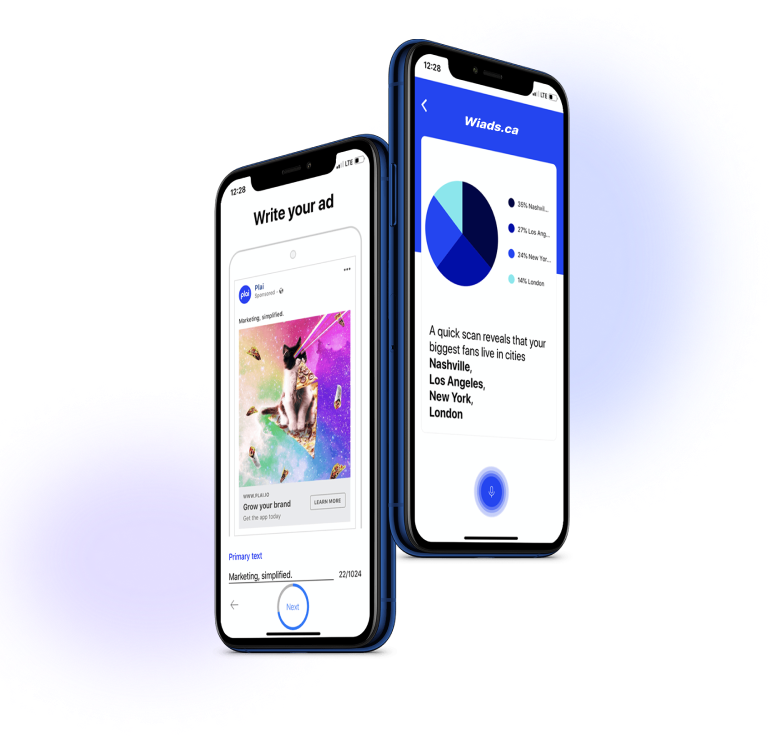 12:28
LTE
Write your ad
plai
Plai
Sponsored ·
Marketing, simplified.
WWW.PLAI.IO
Grow your brand
Get the app today
LEARN MORE
Primary text
Marketing, simplified.
22/1024
Next
12:28
LTE
Wiads.ca
35% Nashvil...
27% Los Ang...
24% New Yor...
14% London
A quick scan reveals that your
biggest fans live in cities
Nashville,
Los Angeles,
New York,
London